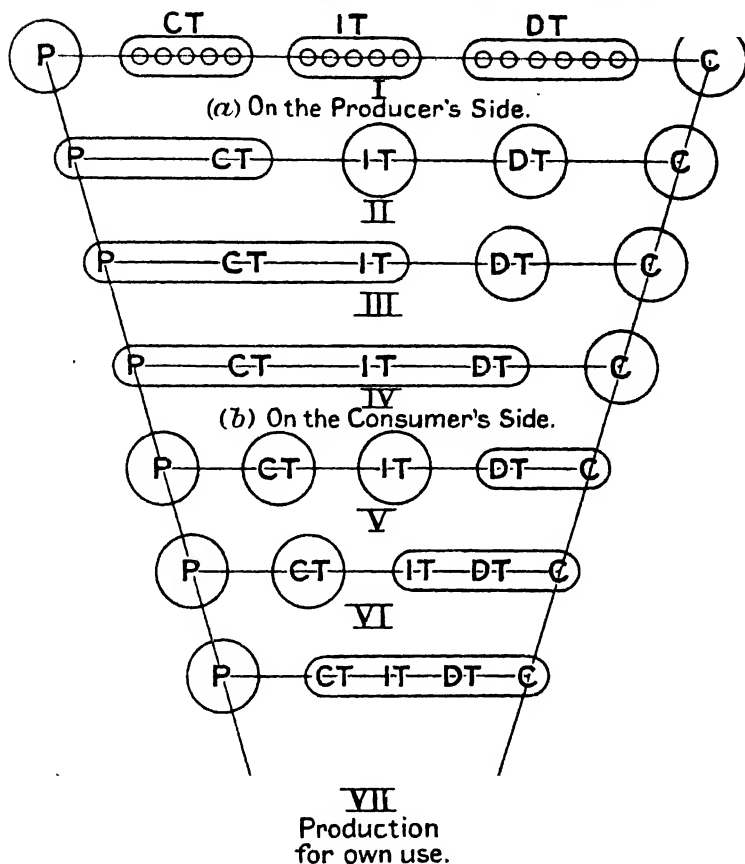 CT IT DT
P C
I
(a) On the Producer's Side.
P CT IT DT C
II
P CT IT DT C
III
P CT IT DT C
IV
(b) On the Consumer's Side.
P CT IT DT C
V
P CT IT DT C
VI
P CT IT DT C
VII
Production
for own use.